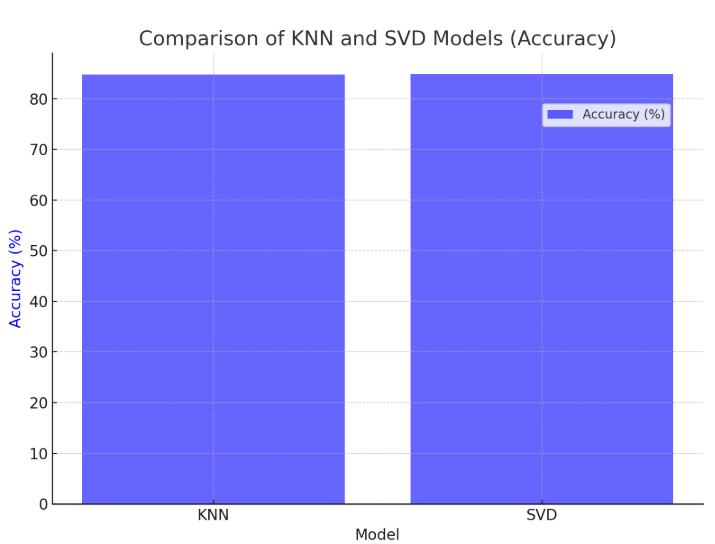 Comparison of KNN and SVD Models (Accuracy)
Accuracy (%)
80
70
60
50
40
30
20
10
0
Accuracy (%)
KNN
SVD
Model